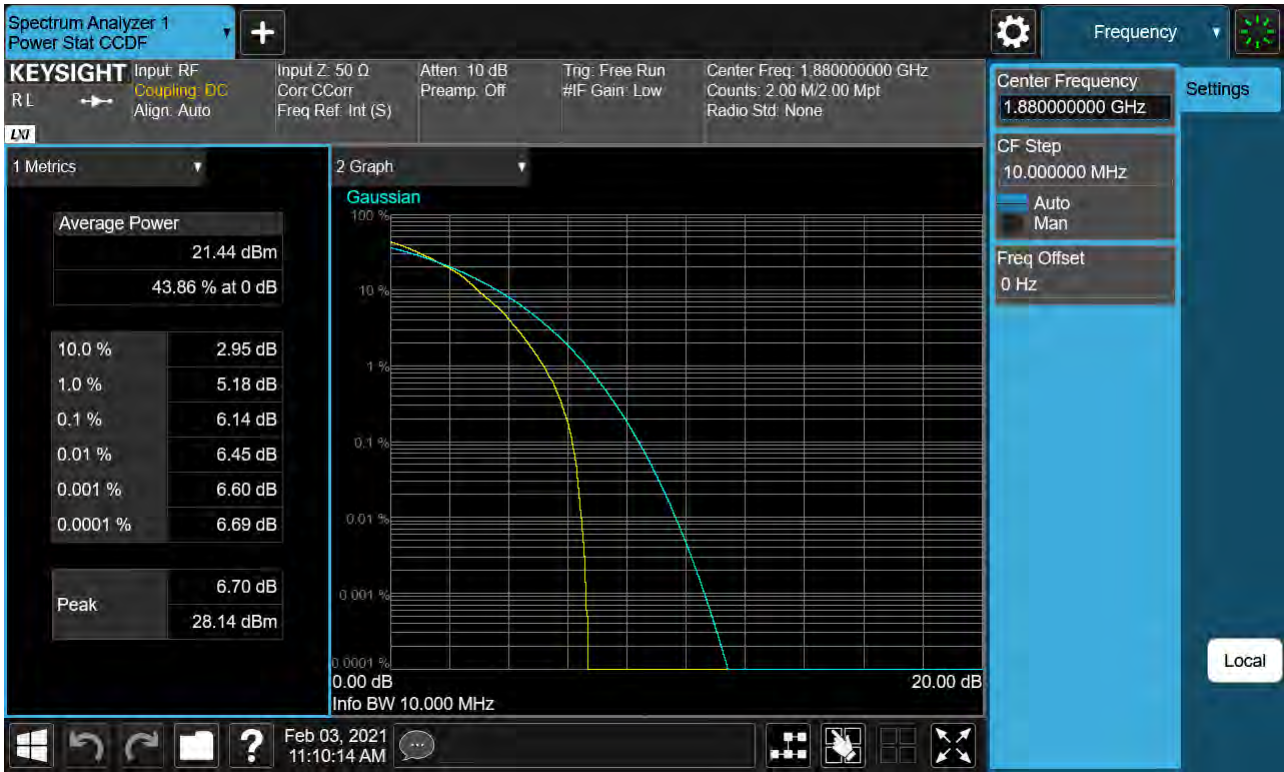 Spectrum Analyzer 1
Power Stat CCDF
+
Frequency
KEYSIGHT
RL
LXI
Input: RF
Coupling: DC
Align: Auto
Input Z: 50 Ω
Corr CCorr
Freq Ref: Int (S)
Atten: 10 dB
Preamp: Off
Trig: Free Run
#IF Gain: Low
Center Freq: 1.880000000 GHz
Counts: 2.00 M/2.00 Mpt
Radio Std: None
Center Frequency
1.880000000 GHz
Settings
CF Step
10.000000 MHz
Auto
Man
Freq Offset
0 Hz
Local
1 Metrics
Average Power
21.44 dBm
43.86 % at 0 dB
10.0 % 2.95 dB
1.0 % 5.18 dB
0.1 % 6.14 dB
0.01 % 6.45 dB
0.001 % 6.60 dB
0.0001 % 6.69 dB
Peak
6.70 dB
28.14 dBm
2 Graph
Gaussian
100 %
10 %
1 %
0.1 %
0.01 %
0.001 %
0.0001 %
0.00 dB 20.00 dB
Info BW 10.000 MHz
?
Feb 03, 2021
11:10:14 AM